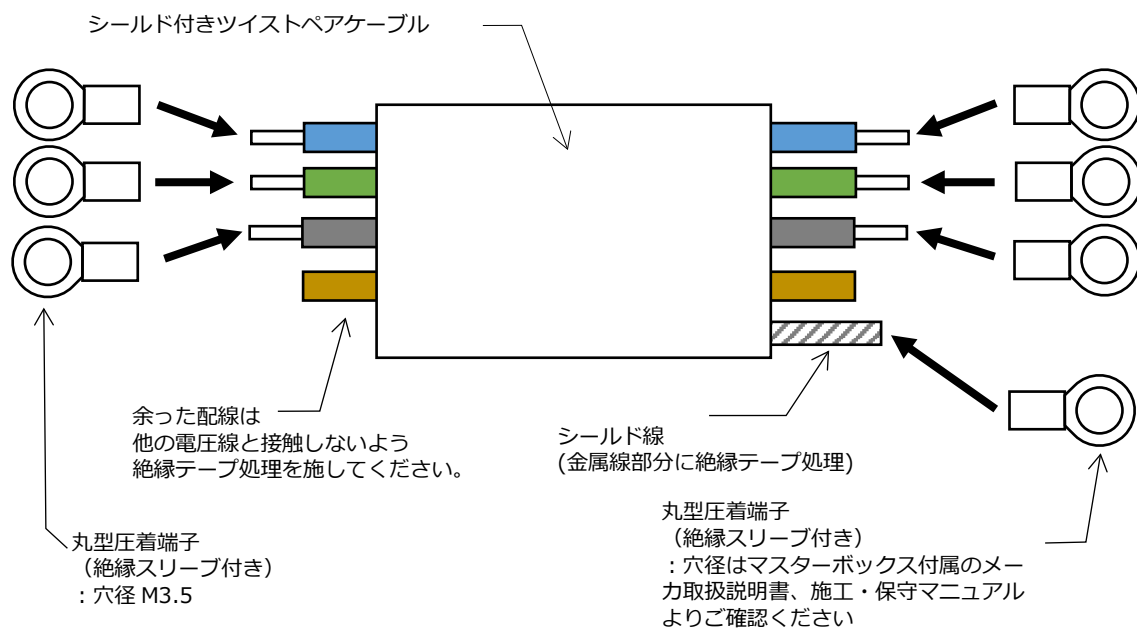 シールド付きツイストペアケーブル
余った配線は
他の電圧線と接触しないよう
絶縁テープ処理を施してください。
シールド線
(金属線部分に絶縁テープ処理)
丸型圧着端子
（絶縁スリーブ付き）
：穴径 M3.5
丸型圧着端子
（絶縁スリーブ付き）
：穴径はマスターボックス付属のメー
カ取扱説明書、施工・保守マニュアル
よりご確認ください